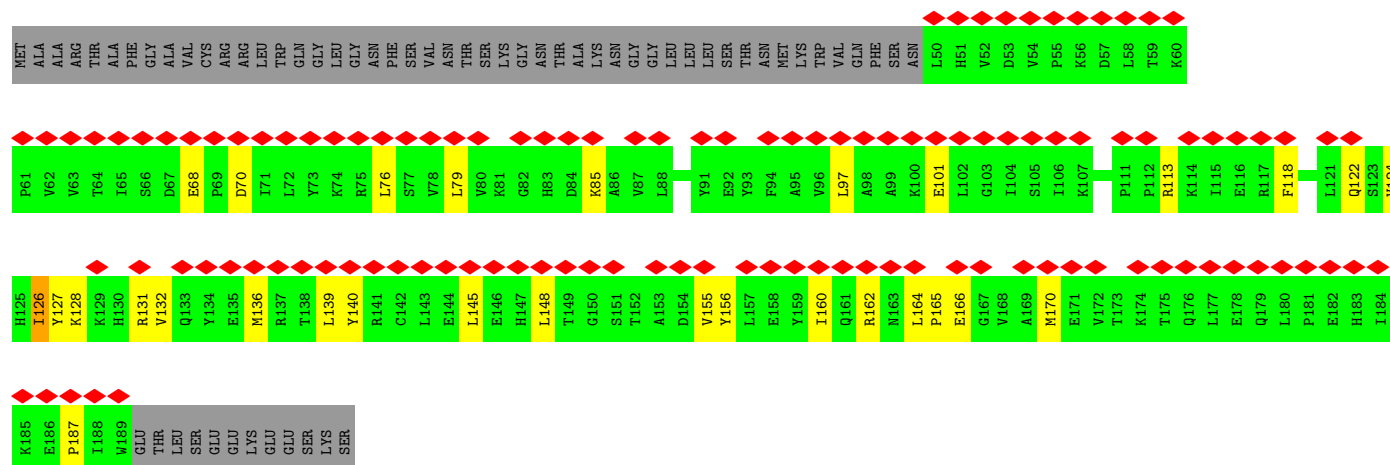 MET ALA ALA ARG THR ALA PHE GLY ALA VAL CYS ARG ARG LEU TRP GLN GLY LEU GLY ASN PHE SER VAL ASN THR SER LYS GLY ASN THR ALA LYS ASN GLY GLY LEU LEU LEU SER THR ASN MET LYS TRP VAL GLN PHE SER ASN L50 H51 V52 D53 V54 P55 K56 D57 L58 T59 K60
P61 V62 V63 T64 I65 S66 D67 E68 P69 D70 I71 L72 Y73 K74 R75 L76 S77 V78 L79 V80 K81 G82 H83 D84 K85 A86 V87 L88 Y91 E92 Y93 F94 A95 V96 L97 A98 A99 K100 E101 L102 G103 I104 S105 I106 K107 P111 P112 R113 K114 I115 E116 R117 F118 L121 Q122 S123
H125 I126 Y127 K128 K129 H130 R131 V132 Q133 Y134 E135 M136 R137 T138 L139 Y140 R141 C142 L143 E144 L145 E146 H147 L148 T149 G150 S151 T152 A153 D154 V155 Y156 L157 E158 Y159 I160 Q161 R162 N163 L164 P165 E166 G167 V168 A169 M170 E171 V172 T173 K174 T175 Q176 L177 E178 Q179 L180 P181 E182 H183 I184
K185 E186 P187 I188 W189 GLU THR LEU SER GLU GLU LYS GLU GLU SER LYS SER